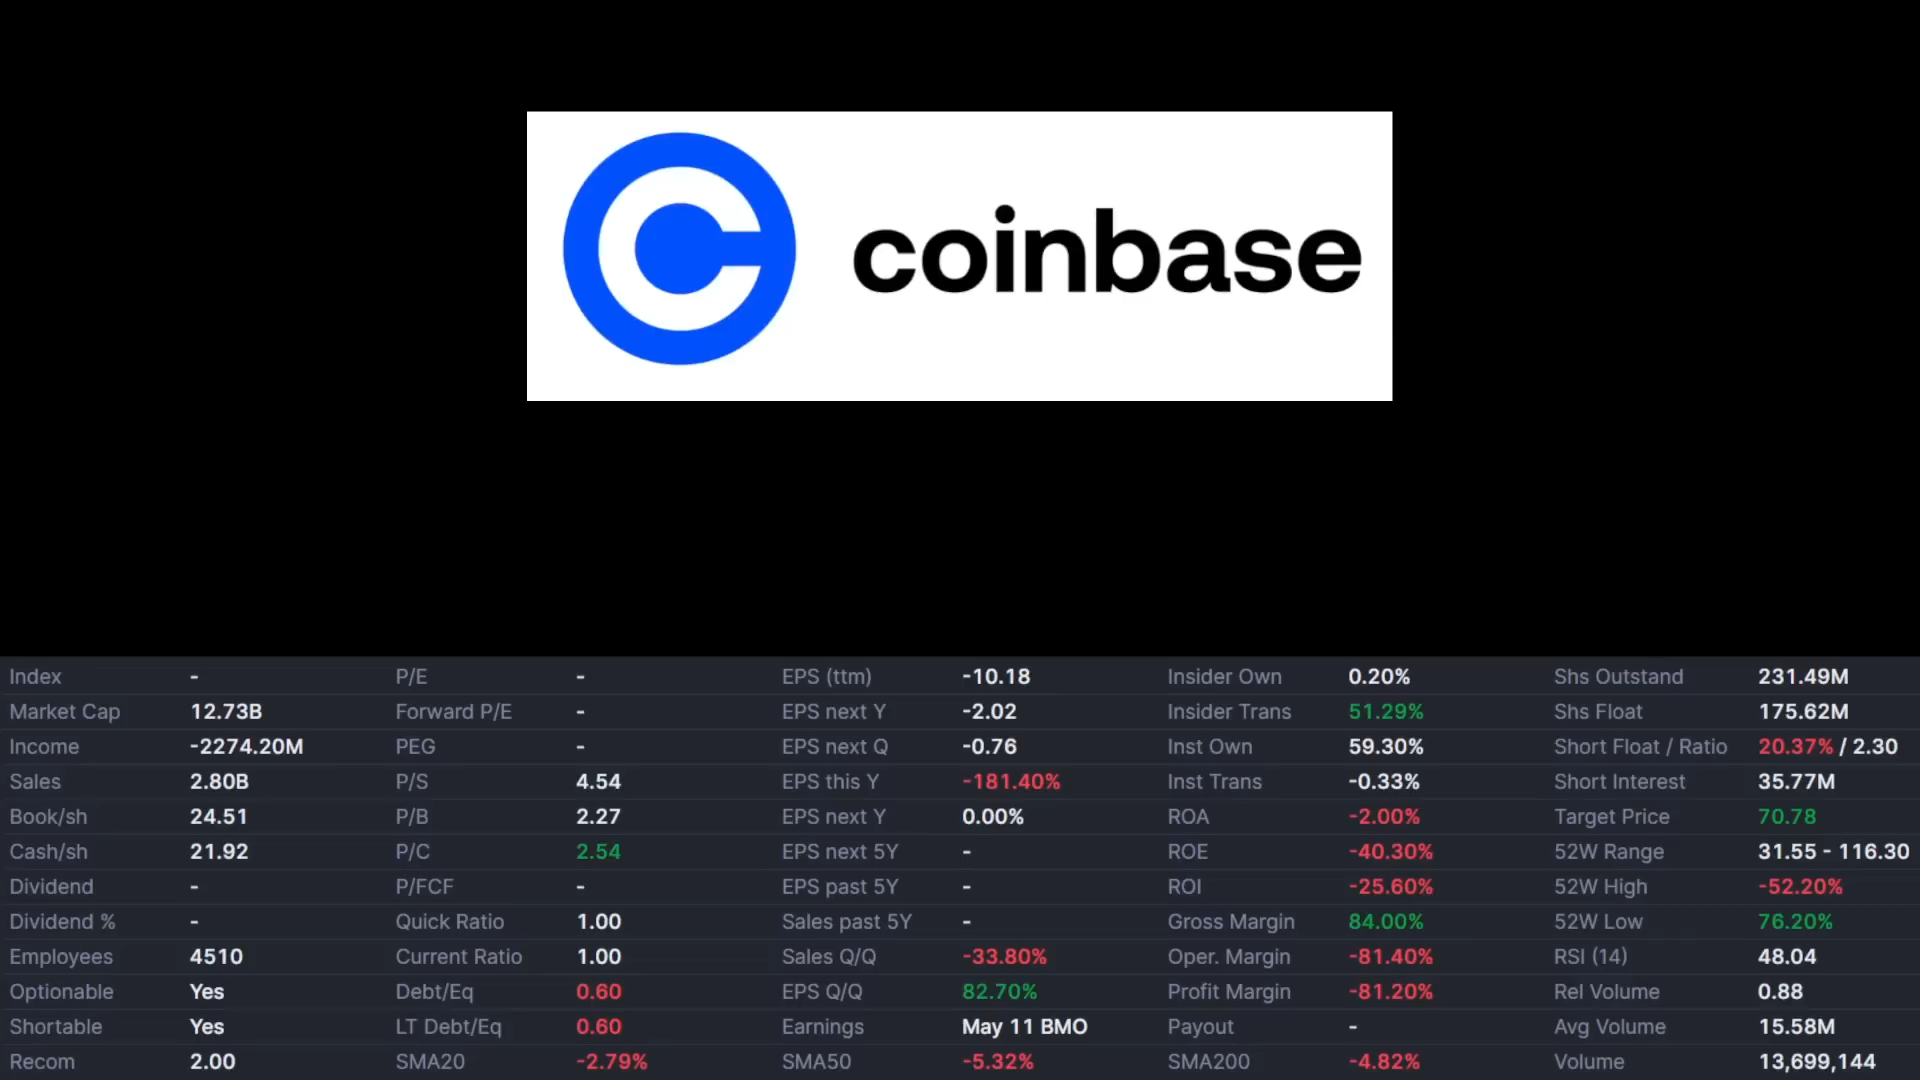 coinbase
Index - P/E - EPS (ttm) -10.18 Insider Own 0.20% Shs Outstand 231.49M
Market Cap 12.73B Forward P/E - EPS next Y -2.02 Insider Trans 51.29% Shs Float 175.62M
Income -2274.20M PEG - EPS next Q -0.76 Inst Own 59.30% Short Float / Ratio 20.37% / 2.30
Sales 2.80B P/S 4.54 EPS this Y -181.40% Inst Trans -0.33% Short Interest 35.77M
Book/sh 24.51 P/B 2.27 EPS next Y 0.00% ROA -2.00% Target Price 70.78
Cash/sh 21.92 P/C 2.54 EPS next 5Y - ROE -40.30% 52W Range 31.55 - 116.30
Dividend - P/FCF - EPS past 5Y - ROI -25.60% 52W High -52.20%
Dividend % - Quick Ratio 1.00 Sales past 5Y - Gross Margin 84.00% 52W Low 76.20%
Employees 4510 Current Ratio 1.00 Sales Q/Q -33.80% Oper. Margin -81.40% RSI (14) 48.04
Optionable Yes Debt/Eq 0.60 EPS Q/Q 82.70% Profit Margin -81.20% Rel Volume 0.88
Shortable Yes LT Debt/Eq 0.60 Earnings May 11 BMO Payout - Avg Volume 15.58M
Recom 2.00 SMA20 -2.79% SMA50 -5.32% SMA200 -4.82% Volume 13,699,144